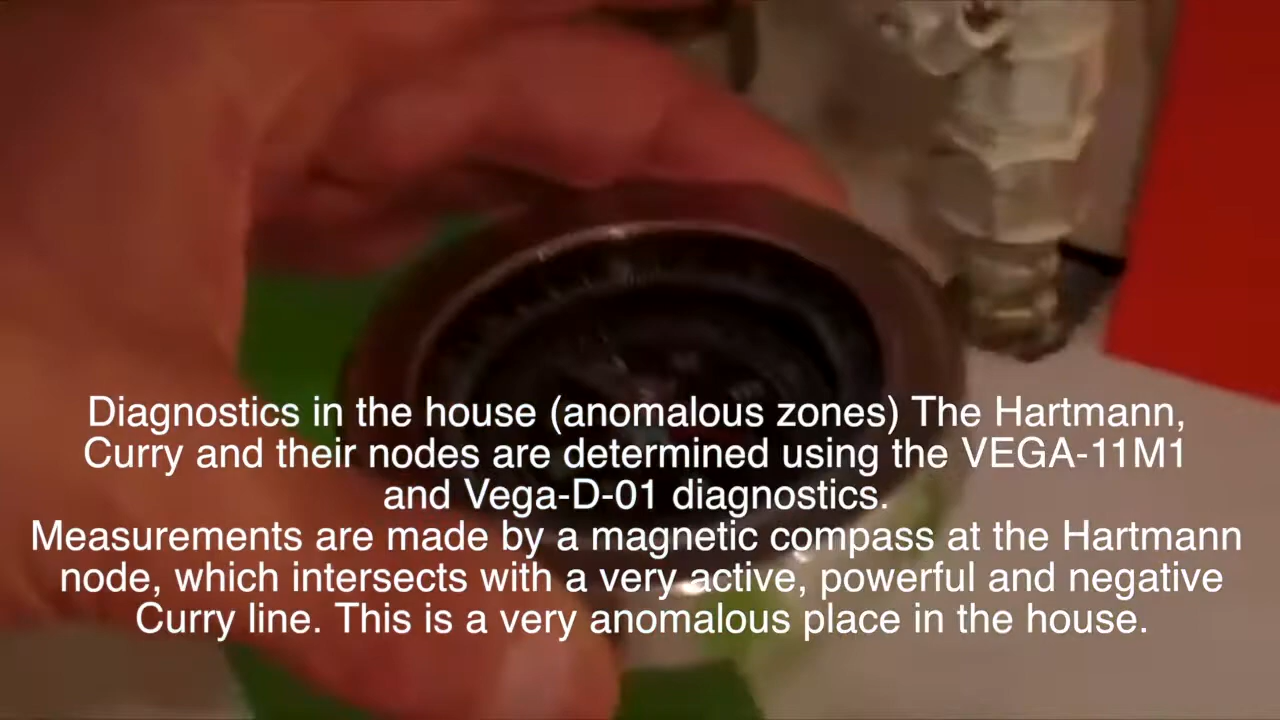 Diagnostics in the house (anomalous zones) The Hartmann,
Curry and their nodes are determined using the VEGA-11M1
and Vega-D-01 diagnostics.
Measurements are made by a magnetic compass at the Hartmann
node, which intersects with a very active, powerful and negative
Curry line. This is a very anomalous place in the house.